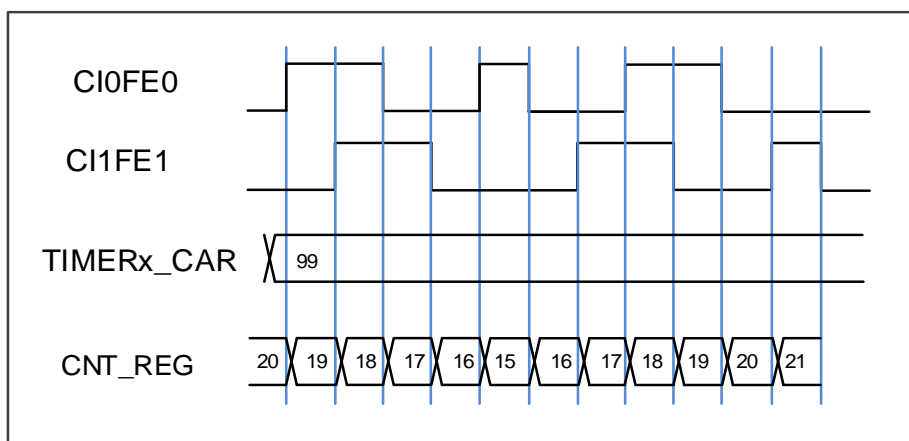 CI0FE0
CI1FE1
TIMERx_CAR 99
CNT_REG 20 19 18 17 16 15 16 17 18 19 20 21